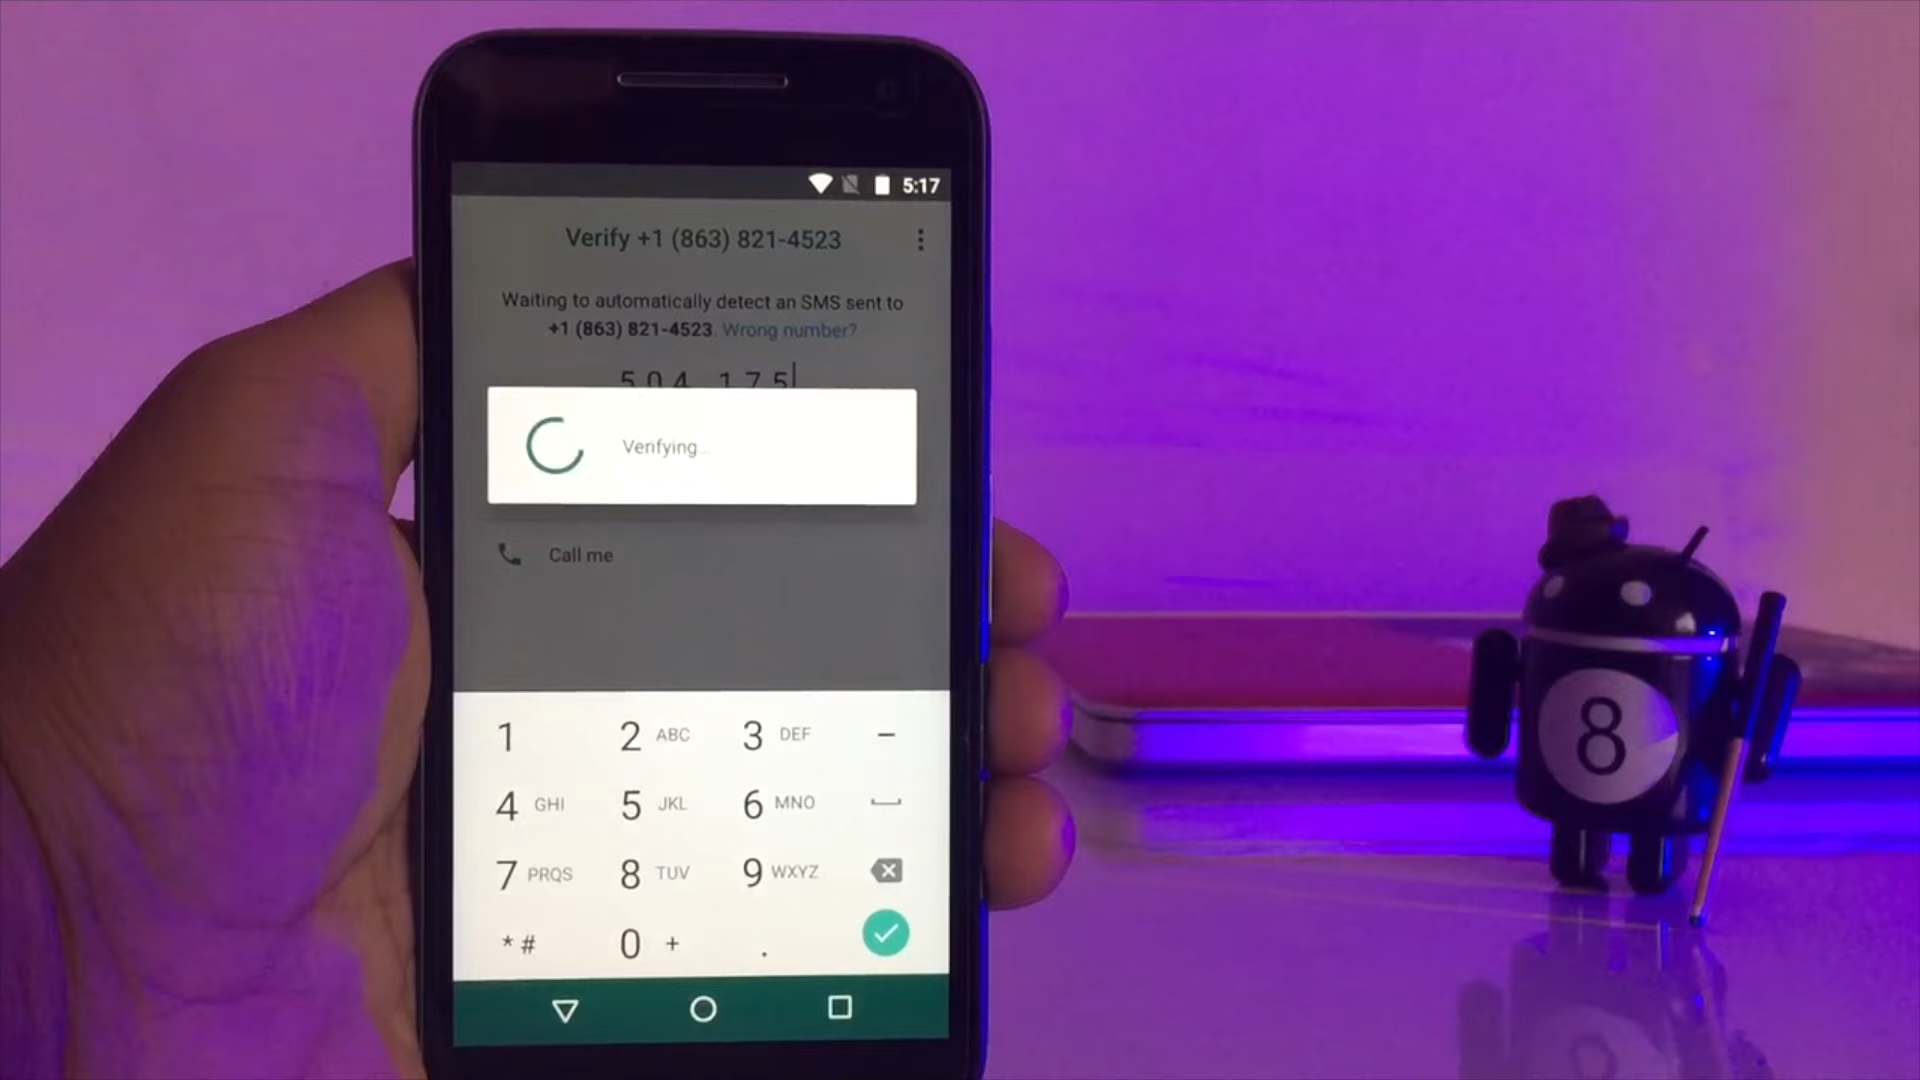 5:17
Verify +1 (863) 821-4523
Waiting to automatically detect an SMS sent to
+1 (863) 821-4523. Wrong number?
504 175
Verifying...
Call me
1 2 ABC 3 DEF –
4 GHI 5 JKL 6 MNO
7 PRQS 8 TUV 9 WXYZ
* # 0 + .
8